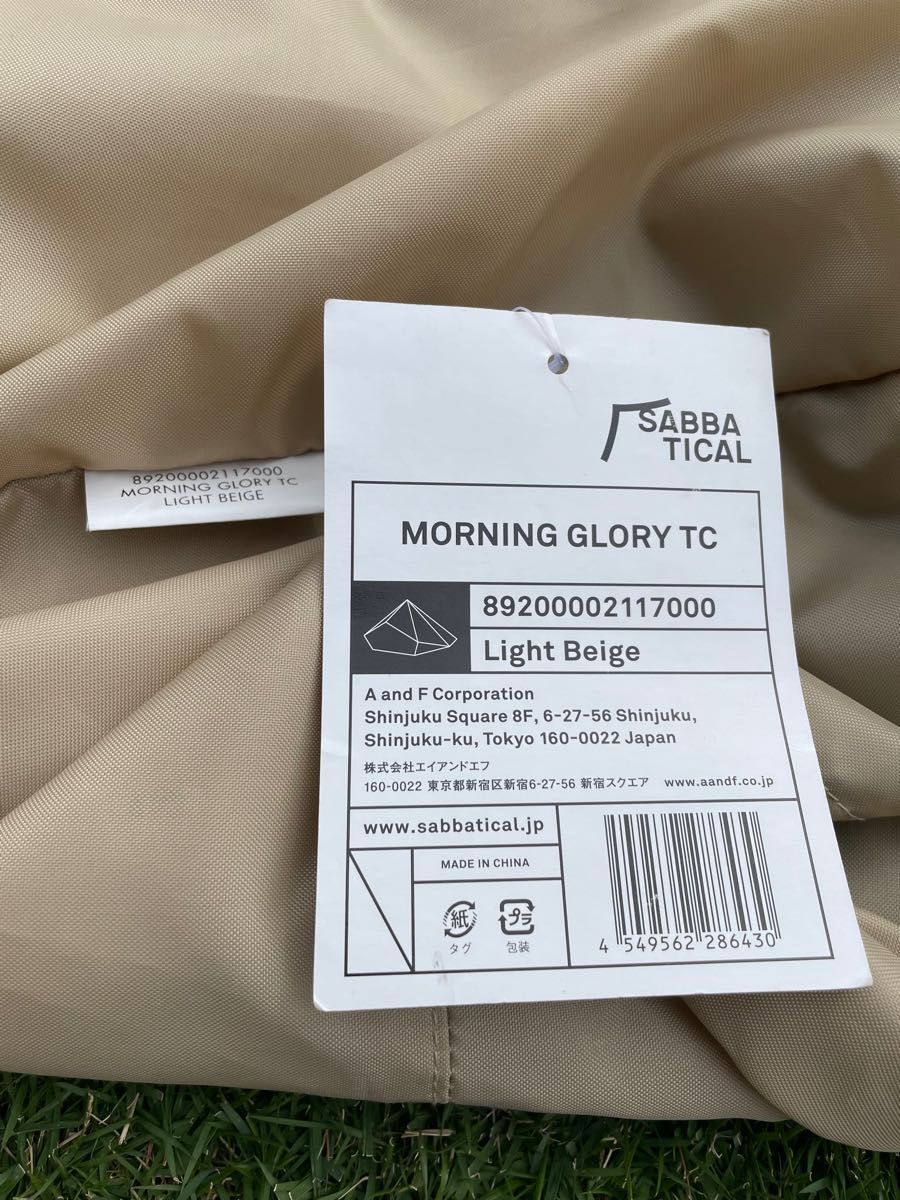 89200002117000
MORNING GLORY TC
LIGHT BEIGE
SABBA
TICAL
MORNING GLORY TC
89200002117000
Light Beige
A and F Corporation
Shinjuku Square 8F, 6-27-56 Shinjuku,
Shinjuku-ku, Tokyo 160-0022 Japan
株式会社エイアンドエフ
160-0022 東京都新宿区新宿6-27-56 新宿スクエア www.aandf.co.jp
www.sabbatical.jp
MADE IN CHINA
紙 プラ
タグ 包装
4 549562 286430